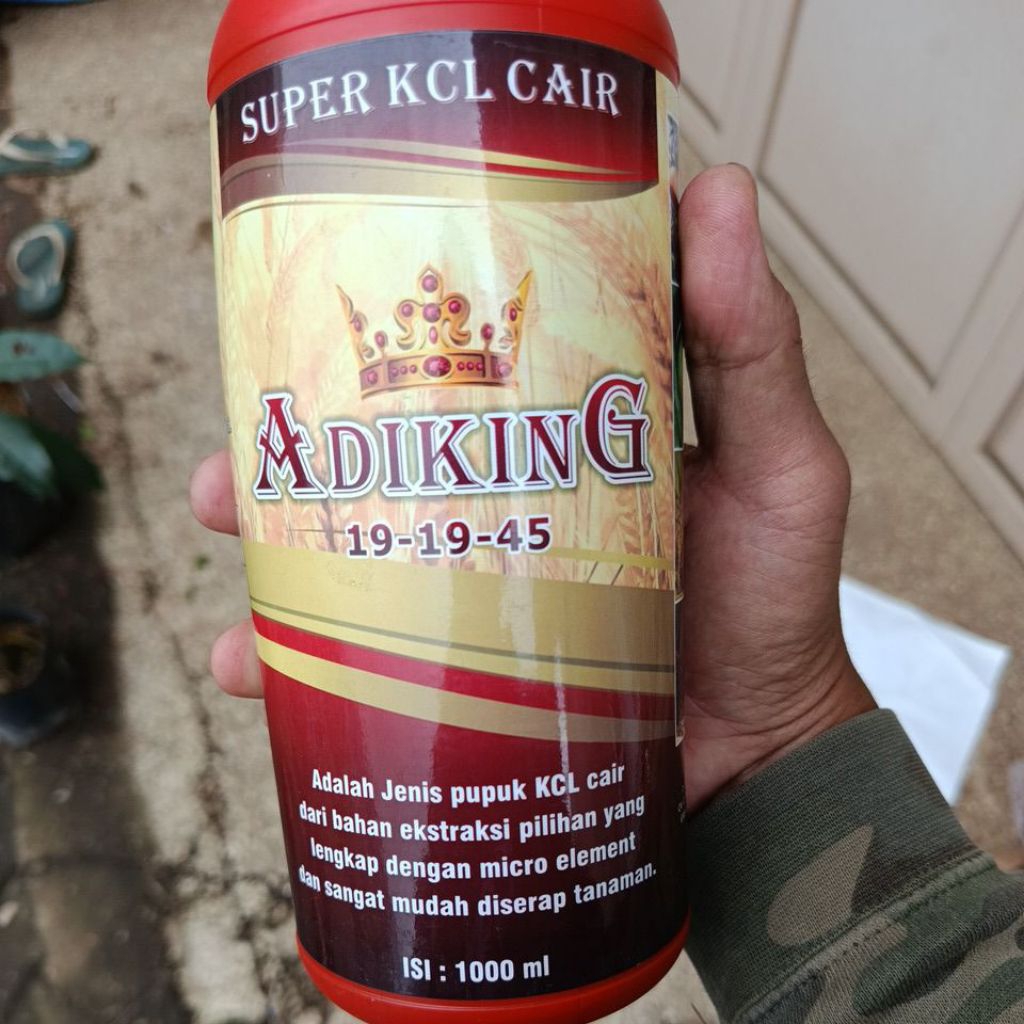 SUPER KCL CAIR
ADIKING
19-19-45
Adalah Jenis pupuk KCL cair
dari bahan ekstraksi pilihan yang
lengkap dengan micro element
dan sangat mudah diserap tanaman.
ISI : 1000 ml